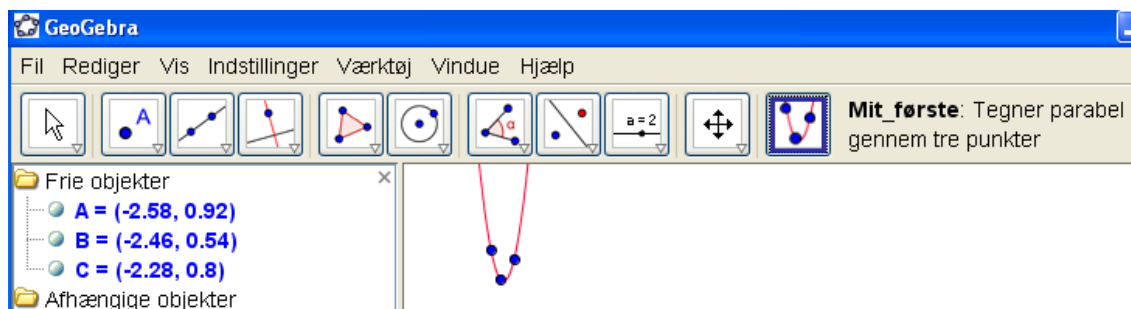 GeoGebra
Fil Rediger Vis Indstillinger Værktøj Vindue Hjælp
A
α
a = 2
Mit_første: Tegner parabel
gennem tre punkter
Frie objekter
A = (-2.58, 0.92)
B = (-2.46, 0.54)
C = (-2.28, 0.8)
Afhængige objekter